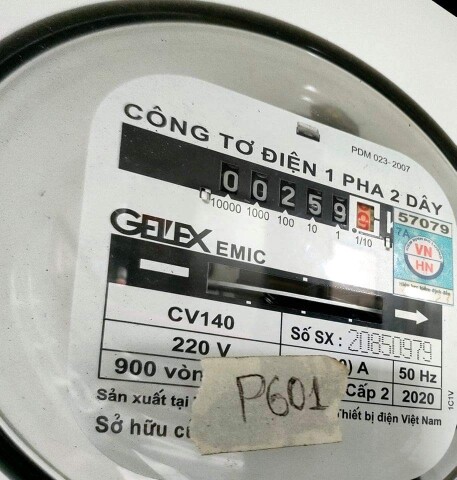 CÔNG TƠ ĐIỆN 1 PHA 2 DÂY
PDM 023-2007
0 0 2 5 9
10000 1000 100 10 1 1/10
57079
VN
HN
GELEX EMIC
CV140
Số SX : 20850979
220 V
A
50 Hz
900 vòn
P601
Cấp 2
2020
Sản xuất tại
Thiết bị điện Việt Nam
Sở hữu
1C1V